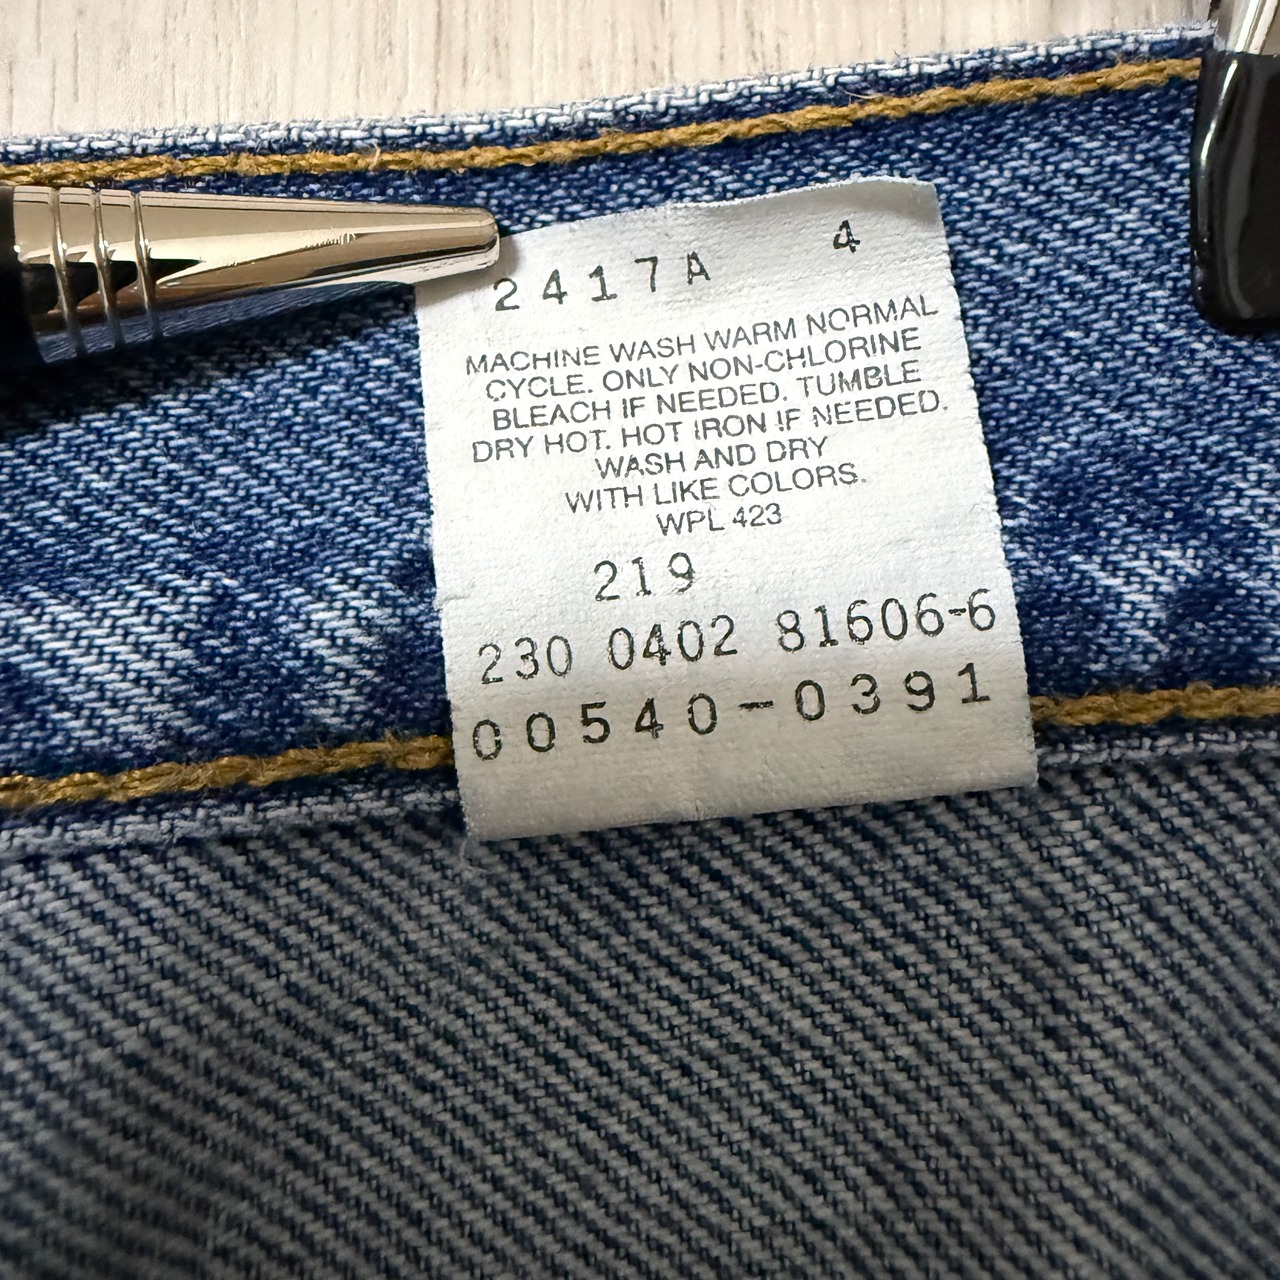 2417A 4
MACHINE WASH WARM NORMAL
CYCLE. ONLY NON-CHLORINE
BLEACH IF NEEDED. TUMBLE
DRY HOT. HOT IRON IF NEEDED.
WASH AND DRY
WITH LIKE COLORS.
WPL 423
219
230 0402 81606-6
00540-0391